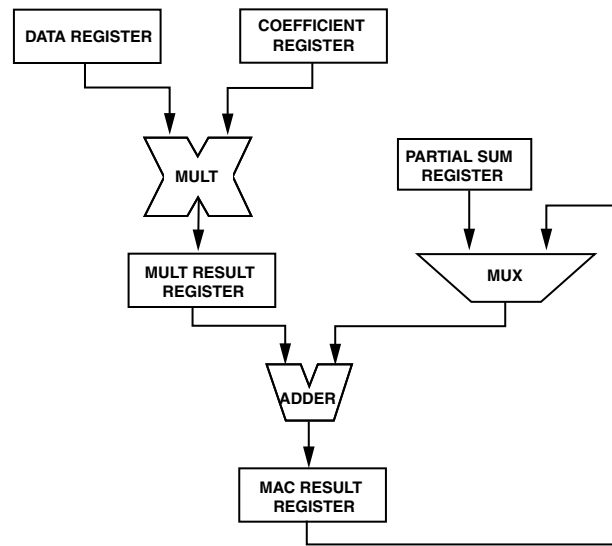 DATA REGISTER
COEFFICIENT
REGISTER
MULT
PARTIAL SUM
REGISTER
MULT RESULT
REGISTER
MUX
ADDER
MAC RESULT
REGISTER